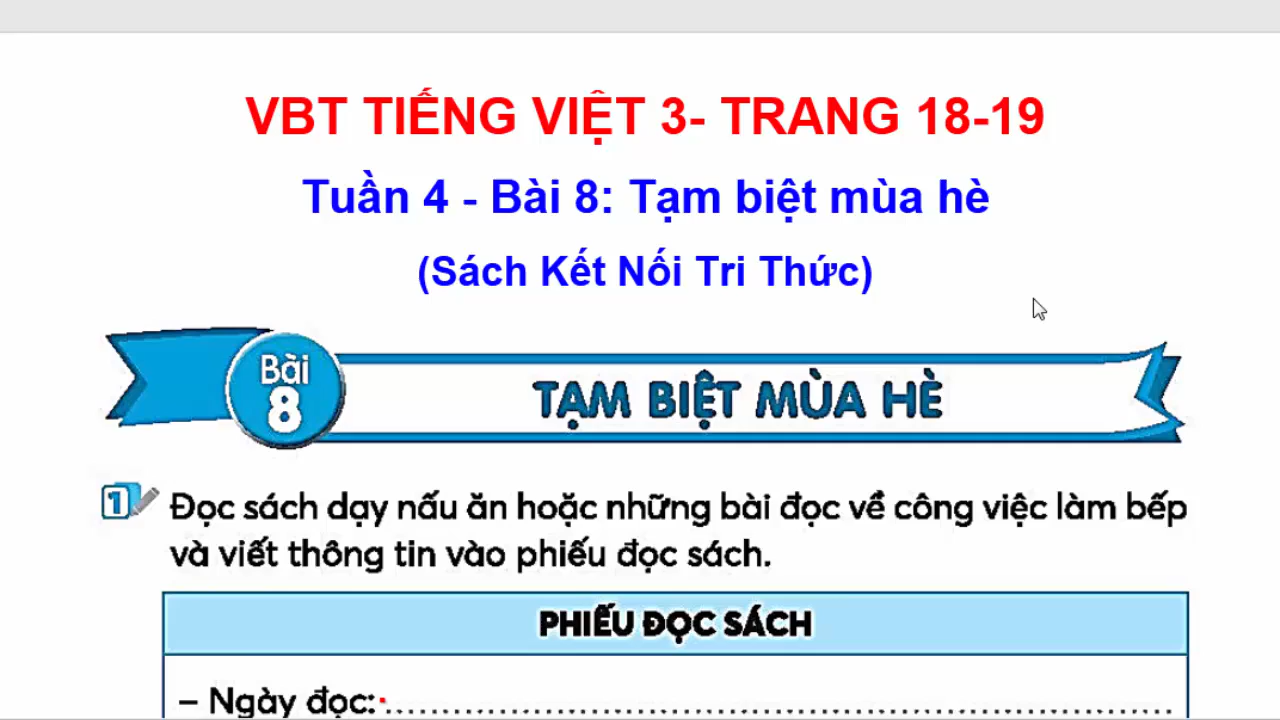 VBT TIẾNG VIỆT 3- TRANG 18-19
Tuần 4 - Bài 8: Tạm biệt mùa hè
(Sách Kết Nối Tri Thức)
Bài
8
TẠM BIỆT MÙA HÈ
1 Đọc sách dạy nấu ăn hoặc những bài đọc về công việc làm bếp
và viết thông tin vào phiếu đọc sách.
PHIẾU ĐỌC SÁCH
– Ngày đọc: